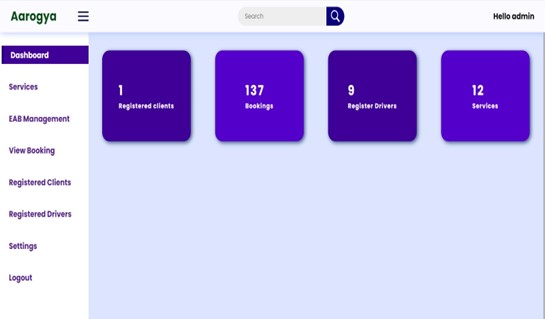 Aarogya
Search
Hello admin
Dashboard
Services
EAB Management
View Booking
Registered Clients
Registered Drivers
Settings
Logout
1
Registered clients
137
Bookings
9
Register Drivers
12
Services